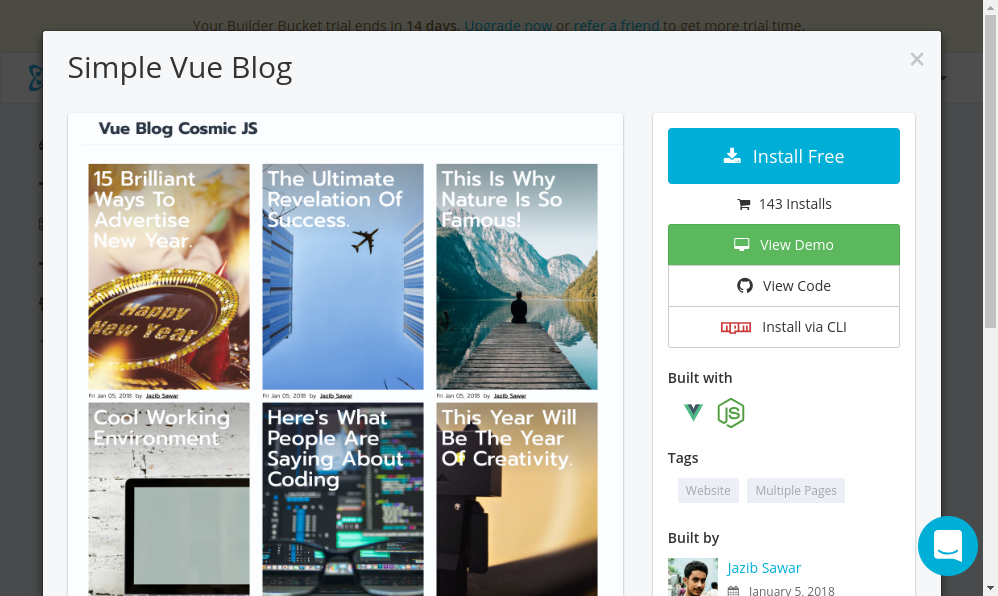 Your Builder Bucket trial ends in 14 days. Upgrade now or refer a friend to get more trial time.
Simple Vue Blog
×
Vue Blog Cosmic JS
15 Brilliant
Ways To
Advertise
New Year.
Happy
New Year
Fri Jan 05, 2018 by Jazib Sawar
The Ultimate
Revelation Of
Success.
This Is Why
Nature Is So
Famous!
Fri Jan 05, 2018 by Jazib Sawar
Fri Jan 05, 2018 by Jazib Sawar
Cool Working
Environment
Here's What
People Are
Saying About
Coding
This Year Will
Be The Year
Of Creativity.
Install Free
143 Installs
View Demo
View Code
npm Install via CLI
Built with
JS
Tags
Website Multiple Pages
Built by
Jazib Sawar
January 5, 2018